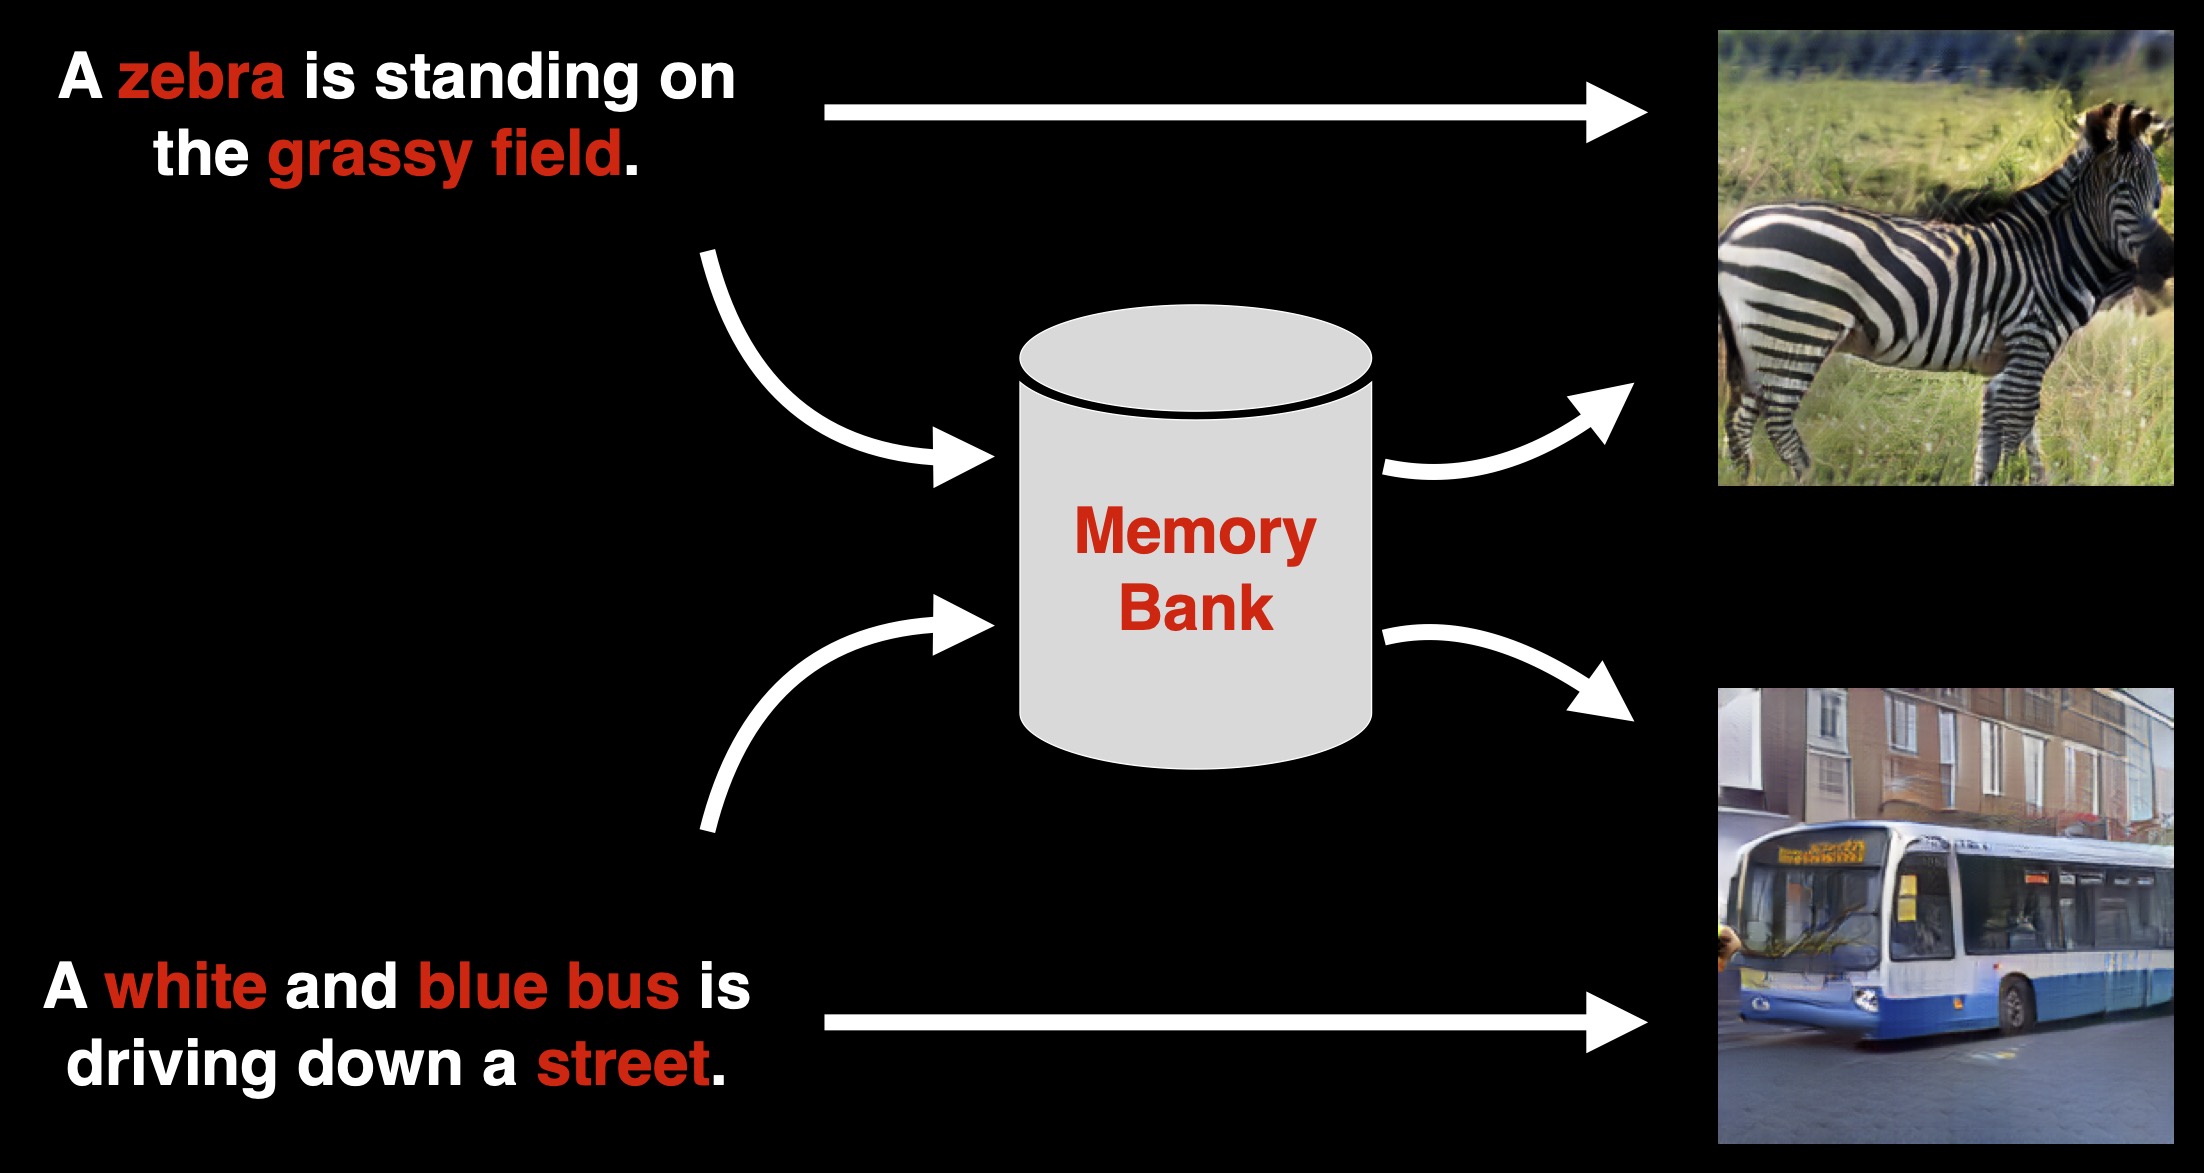 A zebra is standing on
the grassy field.
Memory
Bank
A white and blue bus is
driving down a street.